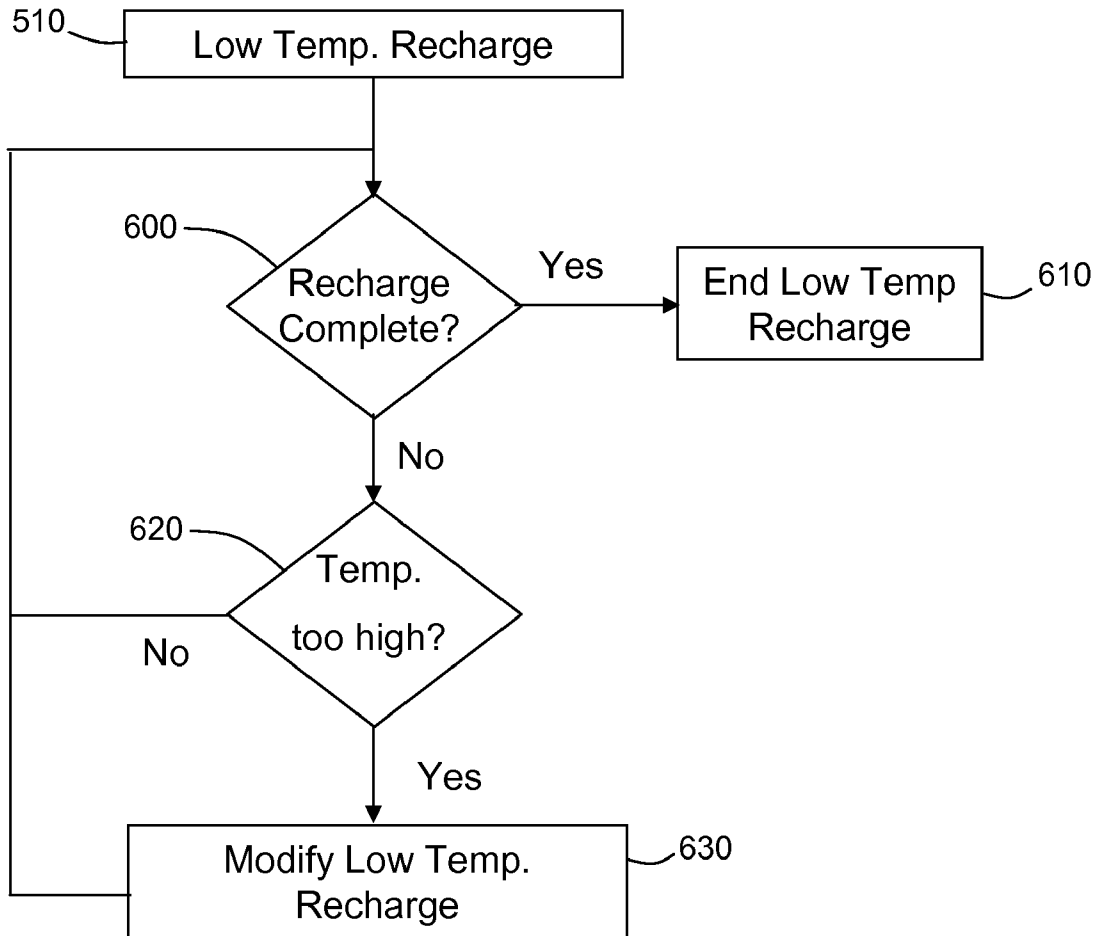 510
Low Temp. Recharge
600
Recharge
Complete?
Yes
End Low Temp
Recharge
610
No
620
Temp.
too high?
No
Yes
Modify Low Temp.
Recharge
630